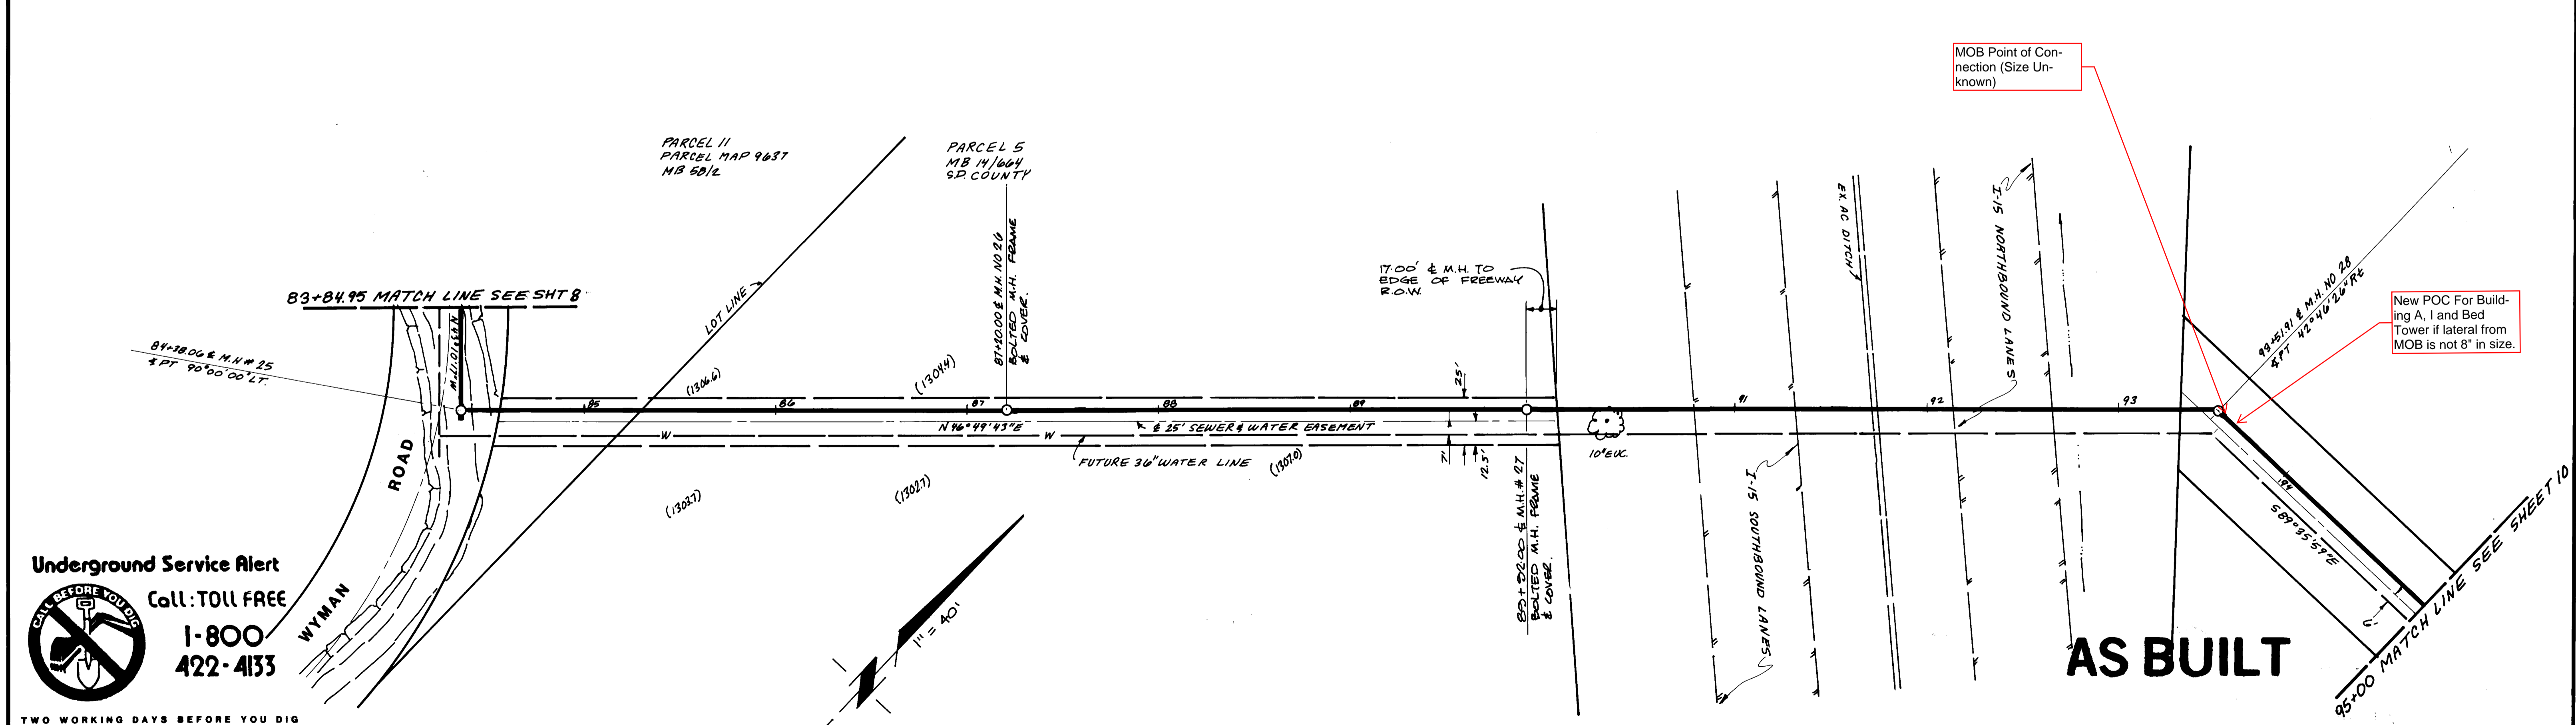 MOB Point of Con-
nection (Size Un-
known)
PARCEL 11
PARCEL MAP 9637
MB 58/2
PARCEL 5
MB 14/664
S.D. COUNTY
87+20.00 ℄ M.H. NO 26
BOLTED M.H. FRAME
& COVER.
EX. AC DITCH
I-15 NORTHBOUND LANES
17.00' ℄ M.H. TO
EDGE OF FREEWAY
R.O.W.
93+51.91 ℄ M.H. NO 28
∡ PT 42°46'26" Rt
New POC For Build-
ing A, I and Bed
Tower if lateral from
MOB is not 8" in size.
83+84.95 MATCH LINE SEE SHT 8
LOT LINE
84+38.06 ℄ M.H # 25
∡ PT 90°00'00" LT.
N43°10'17"W
(1306.6)
(1304.4)
25'
85
86
87
88
89
91
92
93
94
N 46°49'43"E
℄ 25' SEWER & WATER EASEMENT
W
W
FUTURE 36" WATER LINE
(1307.0)
7'
12.5'
10" EUC.
(1303.7)
(1302.7)
89+92.00 ℄ M.H. # 27
BOLTED M.H. FRAME
& COVER.
I-15 SOUTHBOUND LANES
S89°35'59"E
6'
95+00 MATCH LINE SEE SHEET 10
WYMAN ROAD
1" = 40'
AS BUILT
Underground Service Alert
CALL BEFORE YOU DIG
Call: TOLL FREE
1-800
422-4133
TWO WORKING DAYS BEFORE YOU DIG